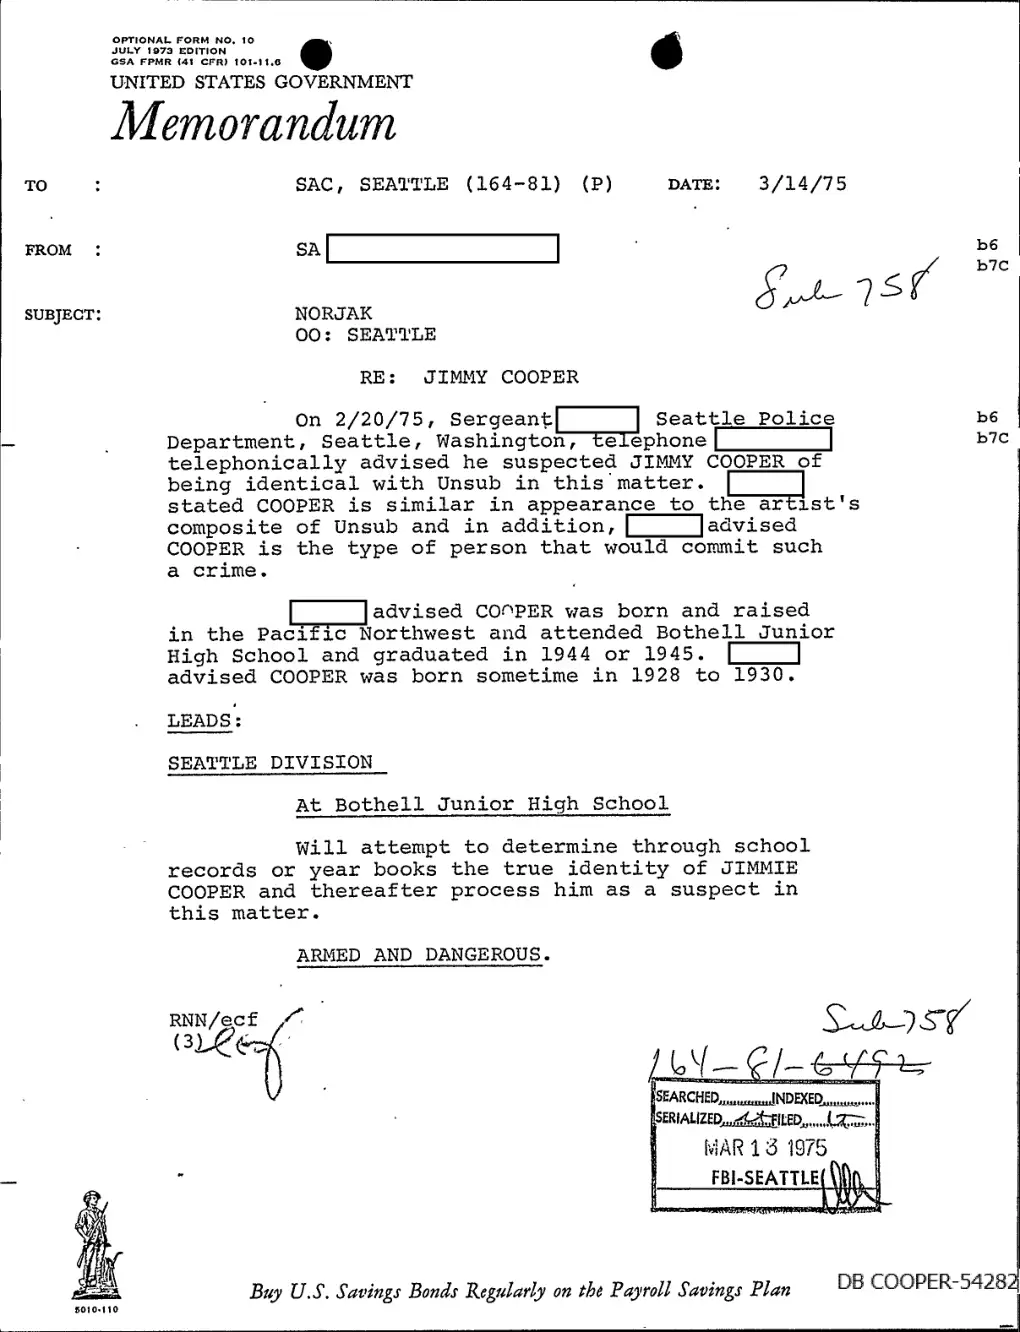 OPTIONAL FORM NO. 10
JULY 1973 EDITION
GSA FPMR (41 CFR) 101-11.6
UNITED STATES GOVERNMENT
Memorandum
TO : SAC, SEATTLE (164-81) (P) DATE: 3/14/75
FROM : SA b6
b7C
Sub 758
SUBJECT: NORJAK
OO: SEATTLE
RE: JIMMY COOPER
On 2/20/75, Sergeant Seattle Police b6
Department, Seattle, Washington, telephone b7C
telephonically advised he suspected JIMMY COOPER of
being identical with Unsub in this matter.
stated COOPER is similar in appearance to the artist's
composite of Unsub and in addition, advised
COOPER is the type of person that would commit such
a crime.
advised COOPER was born and raised
in the Pacific Northwest and attended Bothell Junior
High School and graduated in 1944 or 1945.
advised COOPER was born sometime in 1928 to 1930.
LEADS:
SEATTLE DIVISION
At Bothell Junior High School
Will attempt to determine through school
records or year books the true identity of JIMMIE
COOPER and thereafter process him as a suspect in
this matter.
ARMED AND DANGEROUS.
RNN/ecf
(3)
Sub 758
164-81-6492
SEARCHED INDEXED
SERIALIZED FILED
MAR 13 1975
FBI-SEATTLE
5010-110
Buy U.S. Savings Bonds Regularly on the Payroll Savings Plan
DB COOPER-54282